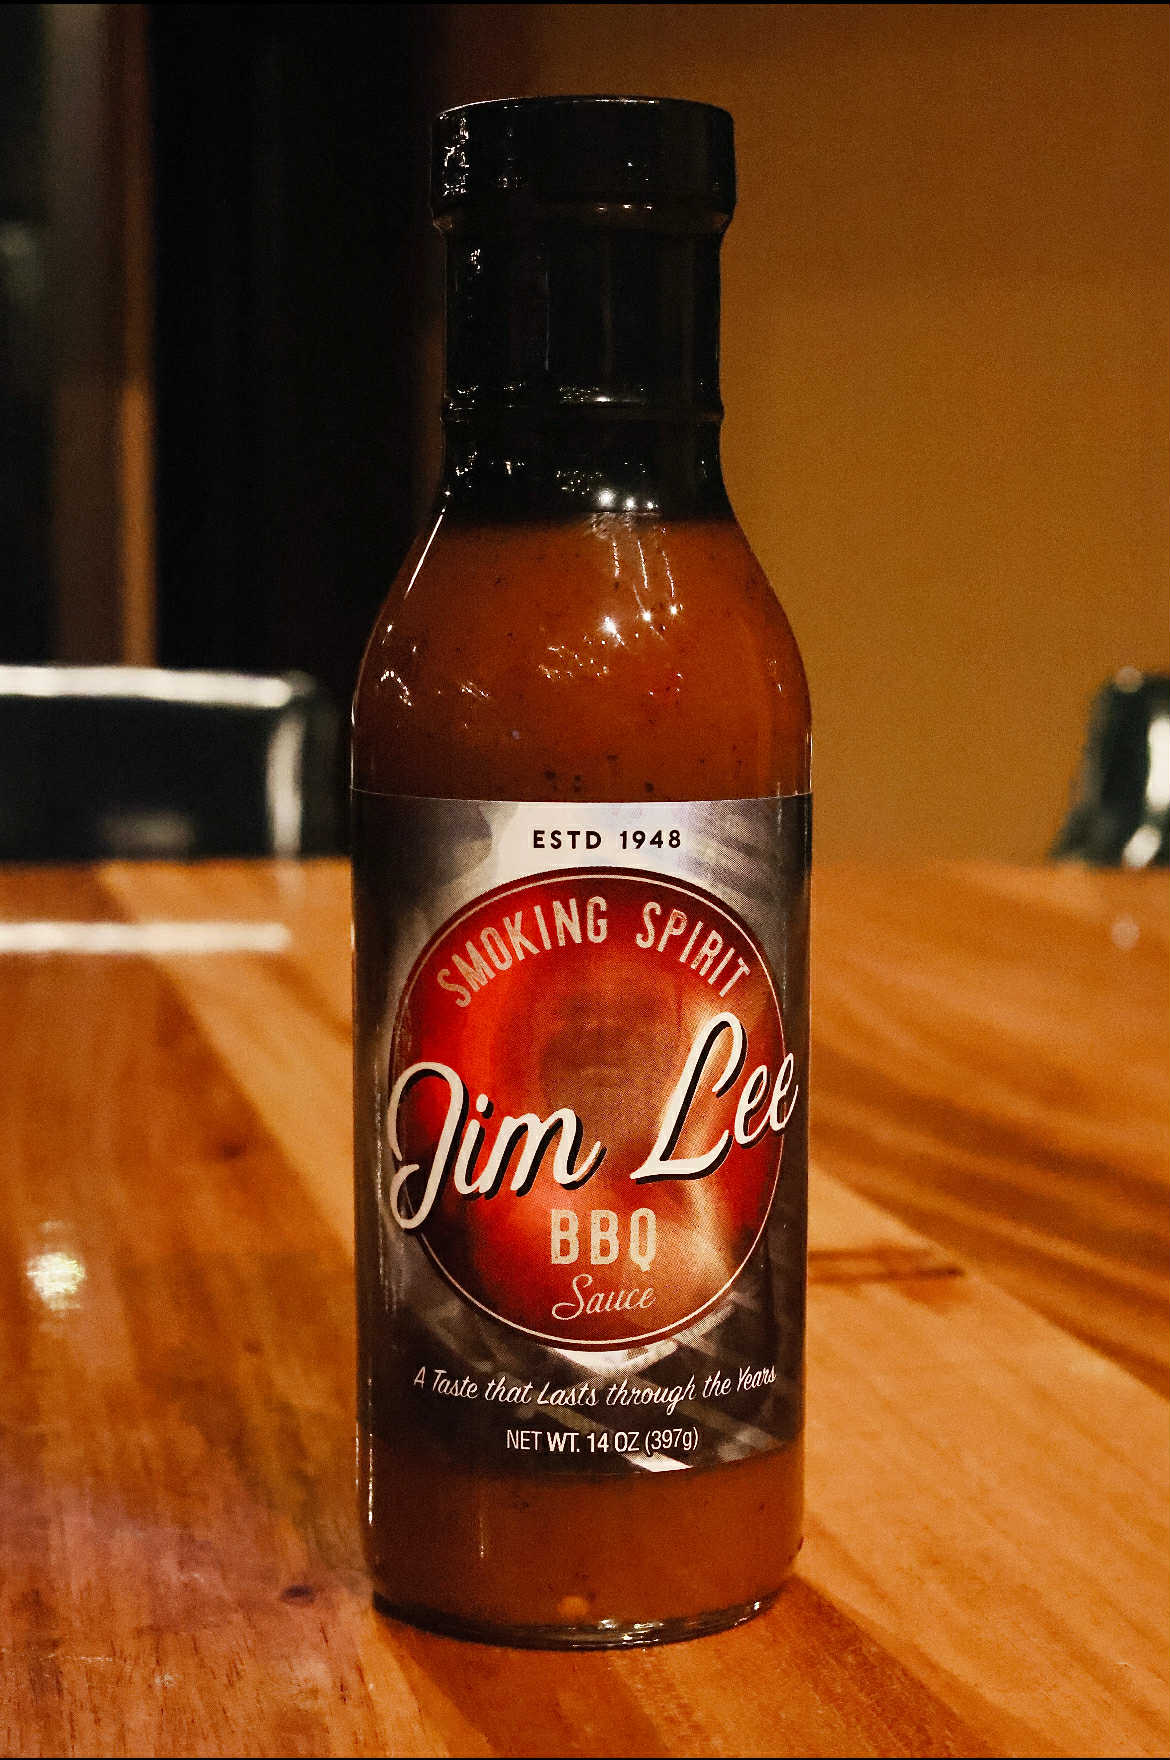 ESTD 1948
SMOKING SPIRIT
Jim Lee
BBQ
Sauce
A Taste that Lasts through the Years
NET WT. 14 OZ (397g)